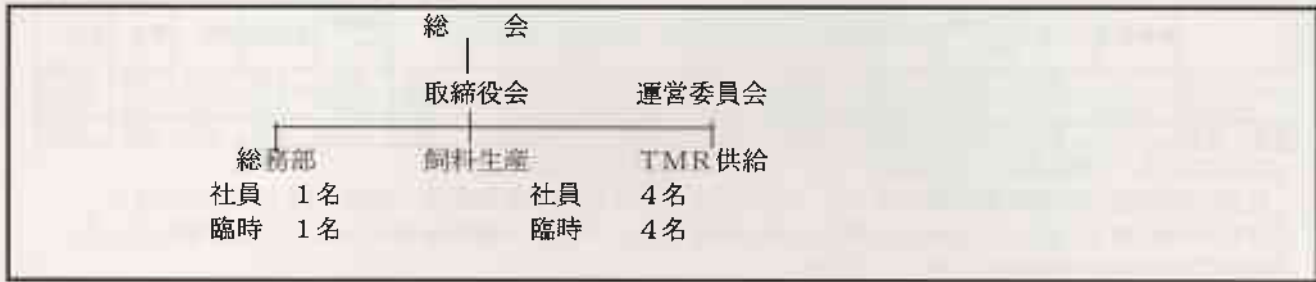 総　　会
取締役会　　運営委員会
総務部　　飼料生産　　TMR供給
社員　1名　　社員　4名
臨時　1名　　臨時　4名